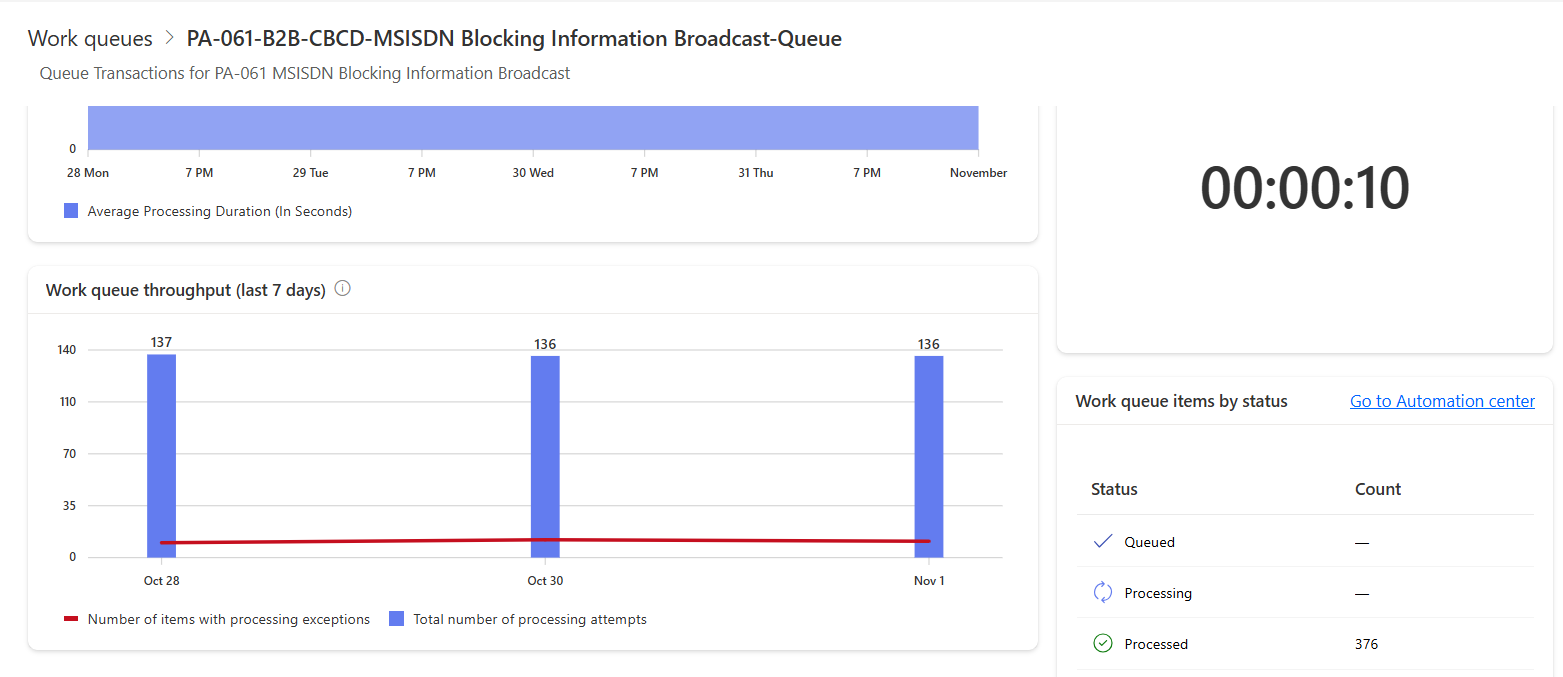 Work queues > PA-061-B2B-CBCD-MSISDN Blocking Information Broadcast-Queue
Queue Transactions for PA-061 MSISDN Blocking Information Broadcast
0
28 Mon 7 PM 29 Tue 7 PM 30 Wed 7 PM 31 Thu 7 PM November
Average Processing Duration (In Seconds)
00:00:10
Work queue throughput (last 7 days)
137 136 136
140
110
70
35
0
Oct 28 Oct 30 Nov 1
Number of items with processing exceptions Total number of processing attempts
Work queue items by status Go to Automation center
Status Count
Queued —
Processing —
Processed 376